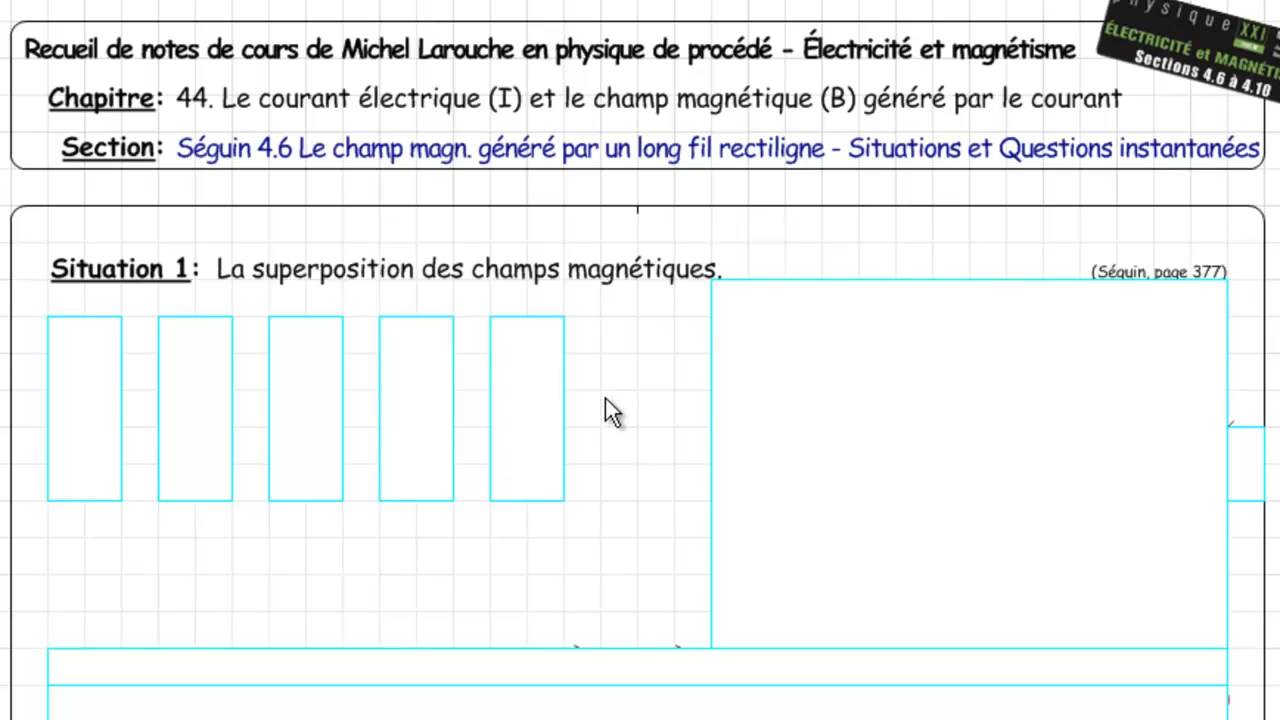 Physique XXI
ÉLECTRICITÉ et MAGNÉTI
Sections 4.6 à 4.10
Recueil de notes de cours de Michel Larouche en physique de procédé - Électricité et magnétisme
Chapitre: 44. Le courant électrique (I) et le champ magnétique (B) généré par le courant
Section: Séguin 4.6 Le champ magn. généré par un long fil rectiligne - Situations et Questions instantanées
Situation 1: La superposition des champs magnétiques.
(Séguin, page 377)